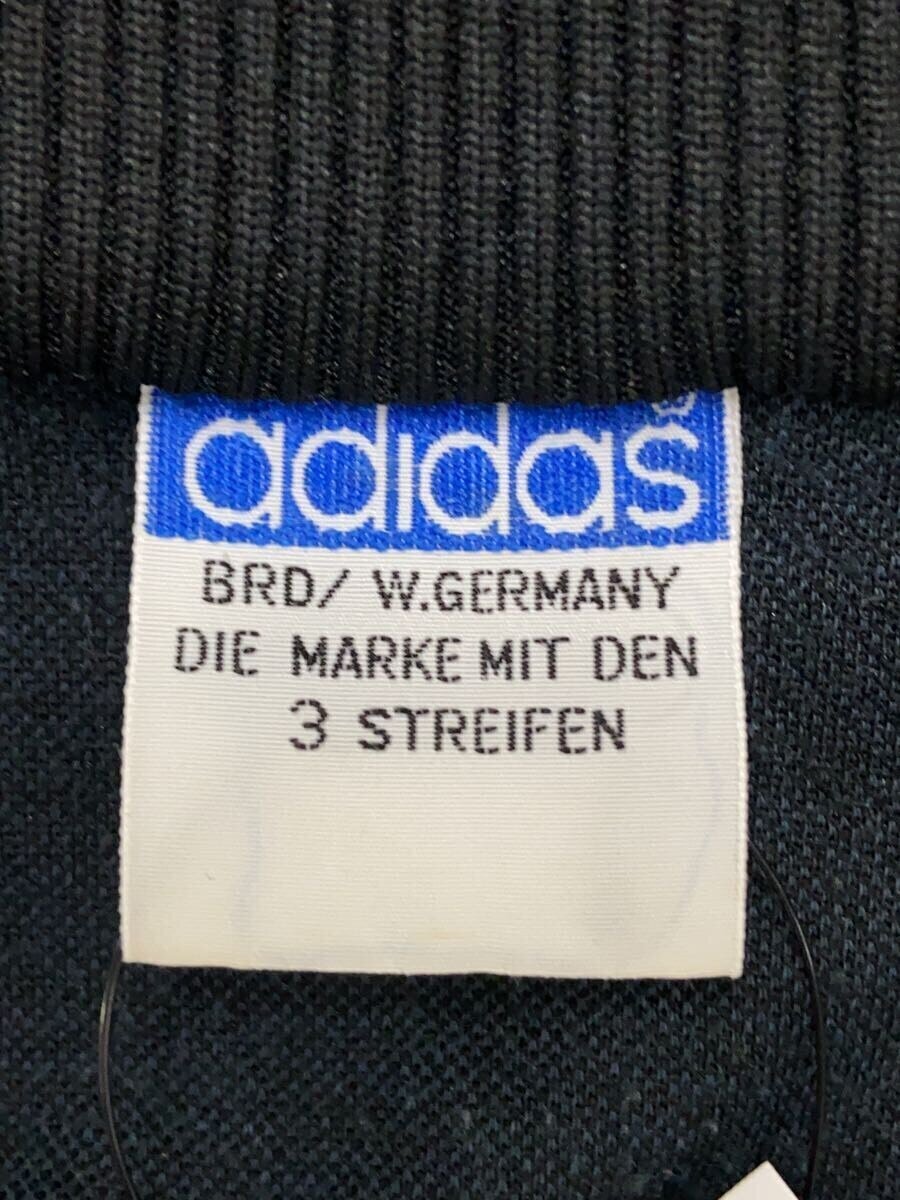 adidas®
BRD/ W.GERMANY
DIE MARKE MIT DEN
3 STREIFEN